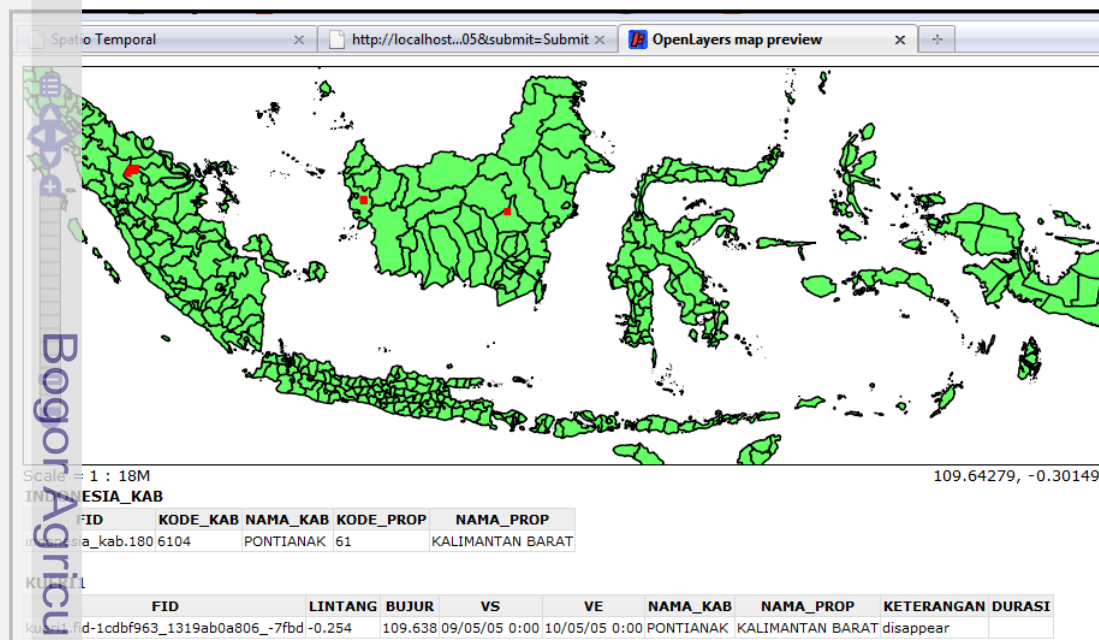 Spatio Temporal
http://localhost...05&submit=Submit
OpenLayers map preview
Scale = 1 : 18M
109.64279, -0.30149
INDONESIA_KAB
FID KODE_KAB NAMA_KAB KODE_PROP NAMA_PROP
indonesia_kab.180 6104 PONTIANAK 61 KALIMANTAN BARAT
KUERI1
FID LINTANG BUJUR VS VE NAMA_KAB NAMA_PROP KETERANGAN DURASI
kueri1.fid-1cdbf963_1319ab0a806_-7fbd -0.254 109.638 09/05/05 0:00 10/05/05 0:00 PONTIANAK KALIMANTAN BARAT disappear
Bogor Agricu